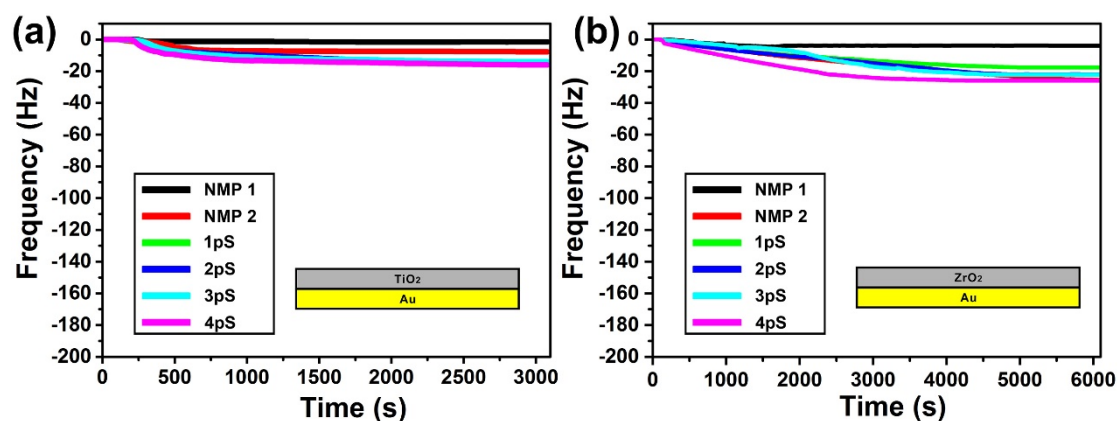 (a)
Frequency (Hz)
0
-20
-40
-60
-80
-100
-120
-140
-160
-180
-200
NMP 1
NMP 2
1pS
2pS
3pS
4pS
TiO₂
Au
0 500 1000 1500 2000 2500 3000
Time (s)
(b)
Frequency (Hz)
0
-20
-40
-60
-80
-100
-120
-140
-160
-180
-200
NMP 1
NMP 2
1pS
2pS
3pS
4pS
ZrO₂
Au
0 1000 2000 3000 4000 5000 6000
Time (s)